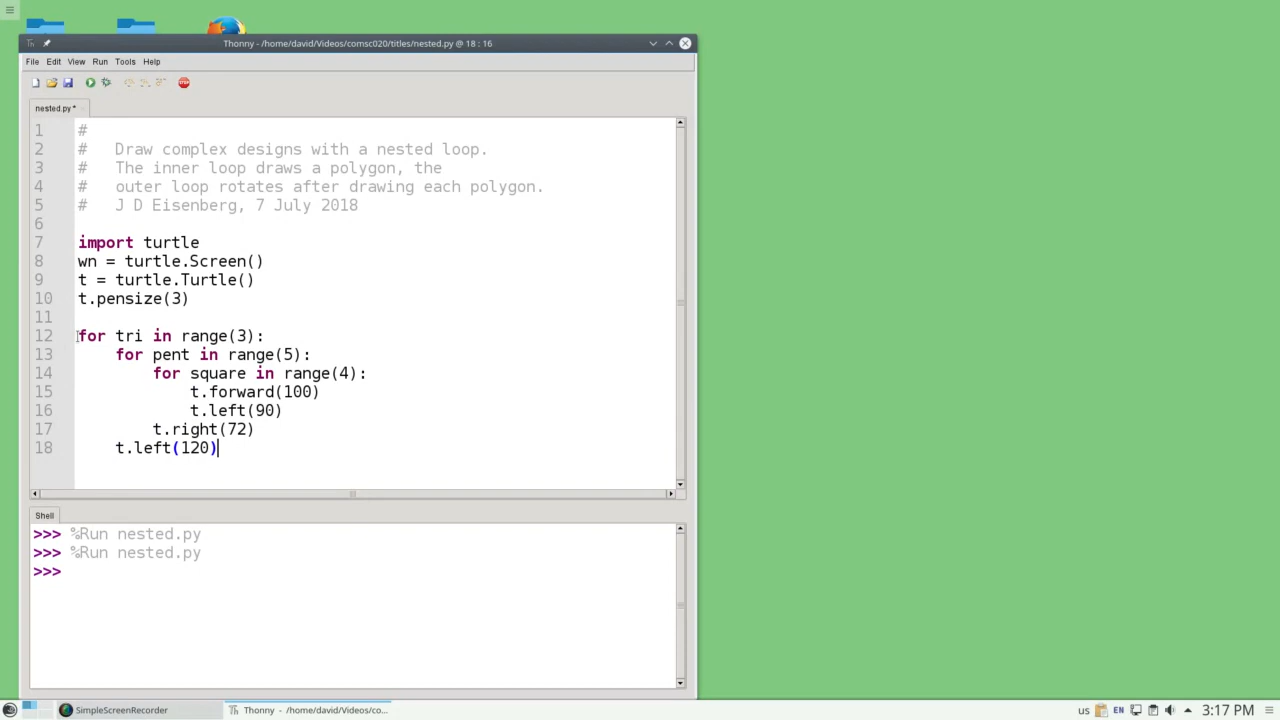 Thonny - /home/david/Videos/comsc020/titles/nested.py @ 18 : 16
File Edit View Run Tools Help
STOP
nested.py *
1 #
2 #   Draw complex designs with a nested loop.
3 #   The inner loop draws a polygon, the
4 #   outer loop rotates after drawing each polygon.
5 #   J D Eisenberg, 7 July 2018
6
7 import turtle
8 wn = turtle.Screen()
9 t = turtle.Turtle()
10 t.pensize(3)
11
12 for tri in range(3):
13     for pent in range(5):
14         for square in range(4):
15             t.forward(100)
16             t.left(90)
17         t.right(72)
18     t.left(120)
Shell
>>> %Run nested.py
>>> %Run nested.py
>>>
SimpleScreenRecorder Thonny - /home/david/Videos/co... us EN 3:17 PM